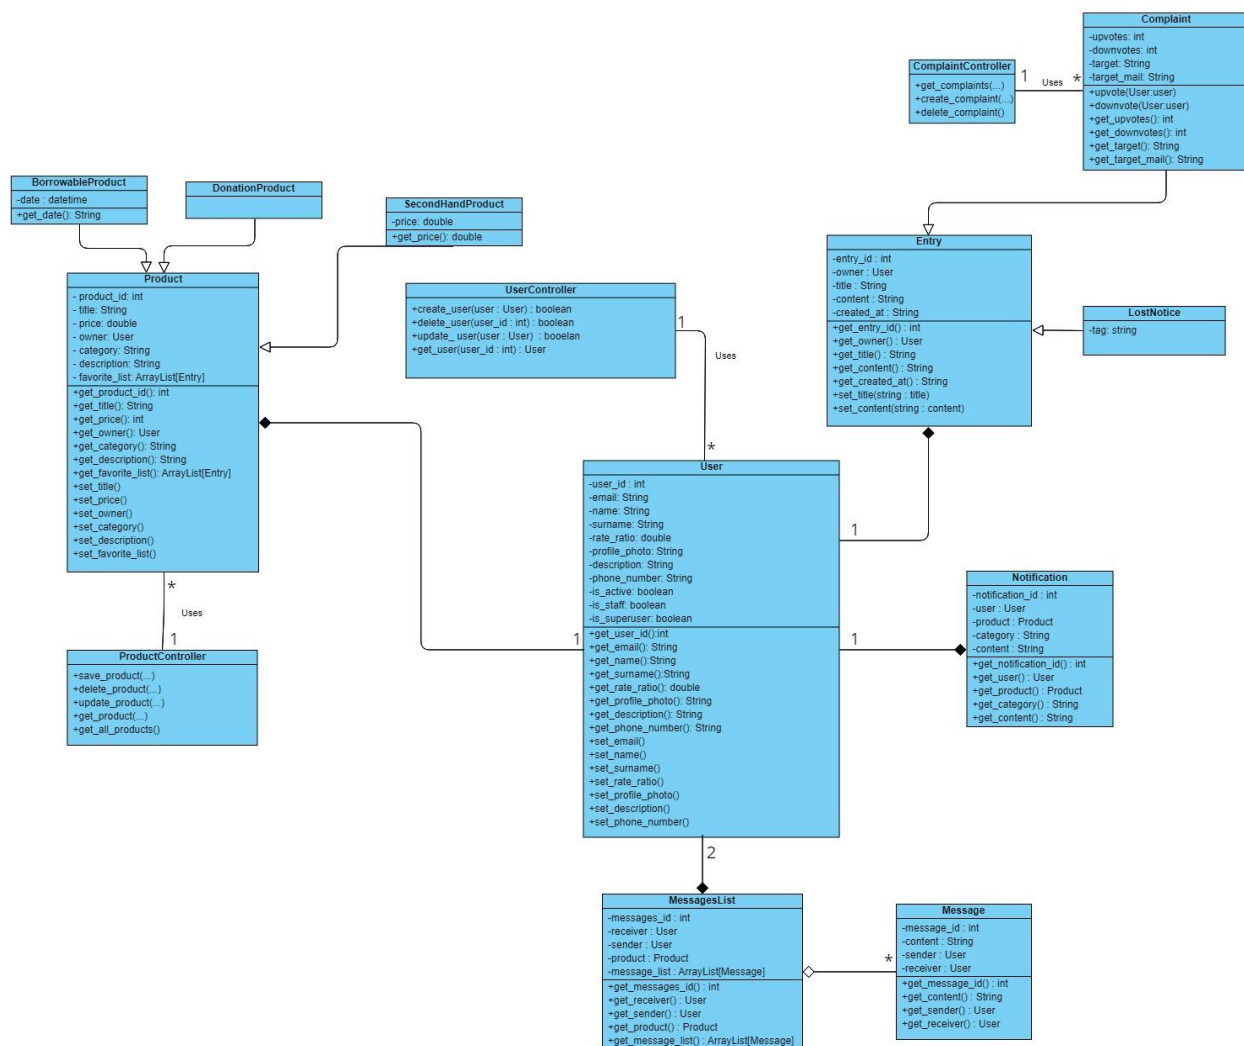 Complaint
-upvotes: int
-downvotes: int
-target: String
-target_mail: String
+upvote(User:user)
+downvote(User:user)
+get_upvotes(): int
+get_downvotes(): int
+get_target(): String
+get_target_mail(): String
ComplaintController
+get_complaints(...)
+create_complaint(...)
+delete_complaint()
1
Uses
*
BorrowableProduct
-date : datetime
+get_date(): String
DonationProduct
SecondHandProduct
-price: double
+get_price(): double
Product
- product_id: int
- title: String
- price: double
- owner: User
- category: String
- description: String
- favorite_list: ArrayList[Entry]
+get_product_id(): int
+get_title(): String
+get_price(): int
+get_owner(): User
+get_category(): String
+get_description(): String
+get_favorite_list(): ArrayList[Entry]
+set_title()
+set_price()
+set_owner()
+set_category()
+set_description()
+set_favorite_list()
*
Uses
1
ProductController
+save_product(...)
+delete_product(...)
+update_product(...)
+get_product(...)
+get_all_products()
UserController
+create_user(user : User) : boolean
+delete_user(user_id : int) : boolean
+update_ user(user : User)  : booelan
+get_user(user_id : int) : User
1
Uses
*
Entry
-entry_id : int
-owner : User
-title : String
-content : String
-created_at : String
+get_entry_id() : int
+get_owner() : User
+get_title() : String
+get_content() : String
+get_created_at() : String
+set_title(string : title)
+set_content(string : content)
LostNotice
-tag: string
User
-user_id : int
-email: String
-name: String
-surname: String
-rate_ratio: double
-profile_photo: String
-description: String
-phone_number: String
-is_active: boolean
-is_staff: boolean
-is_superuser: boolean
+get_user_id():int
+get_email(): String
+get_name():String
+get_surname():String
+get_rate_ratio(): double
+get_profile_photo(): String
+get_description(): String
+get_phone_number(): String
+set_email()
+set_name()
+set_surname()
+set_rate_ratio()
+set_profile_photo()
+set_description()
+set_phone_number()
1
1
1
2
Notification
-notification_id : int
-user : User
-product : Product
-category : String
-content : String
+get_notification_id() : int
+get_user() : User
+get_product() : Product
+get_category() : String
+get_content() : String
MessagesList
-messages_id : int
-receiver : User
-sender : User
-product : Product
-message_list : ArrayList[Message]
+get_messages_id() : int
+get_receiver() : User
+get_sender() : User
+get_product() : Product
+get_message_list() : ArrayList[Message]
*
Message
-message_id : int
-content : String
-sender : User
-receiver : User
+get_message_id() : int
+get_content() : String
+get_sender() : User
+get_receiver() : User